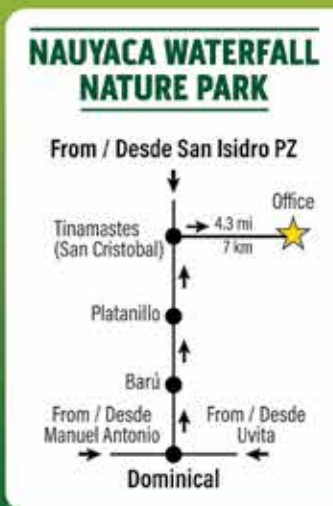 NAUYACA WATERFALL
NATURE PARK
From / Desde San Isidro PZ
Office
Tinamastes
(San Cristobal)
4.3 mi
7 km
Platanillo
Barú
From / Desde
Manuel Antonio
From / Desde
Uvita
Dominical